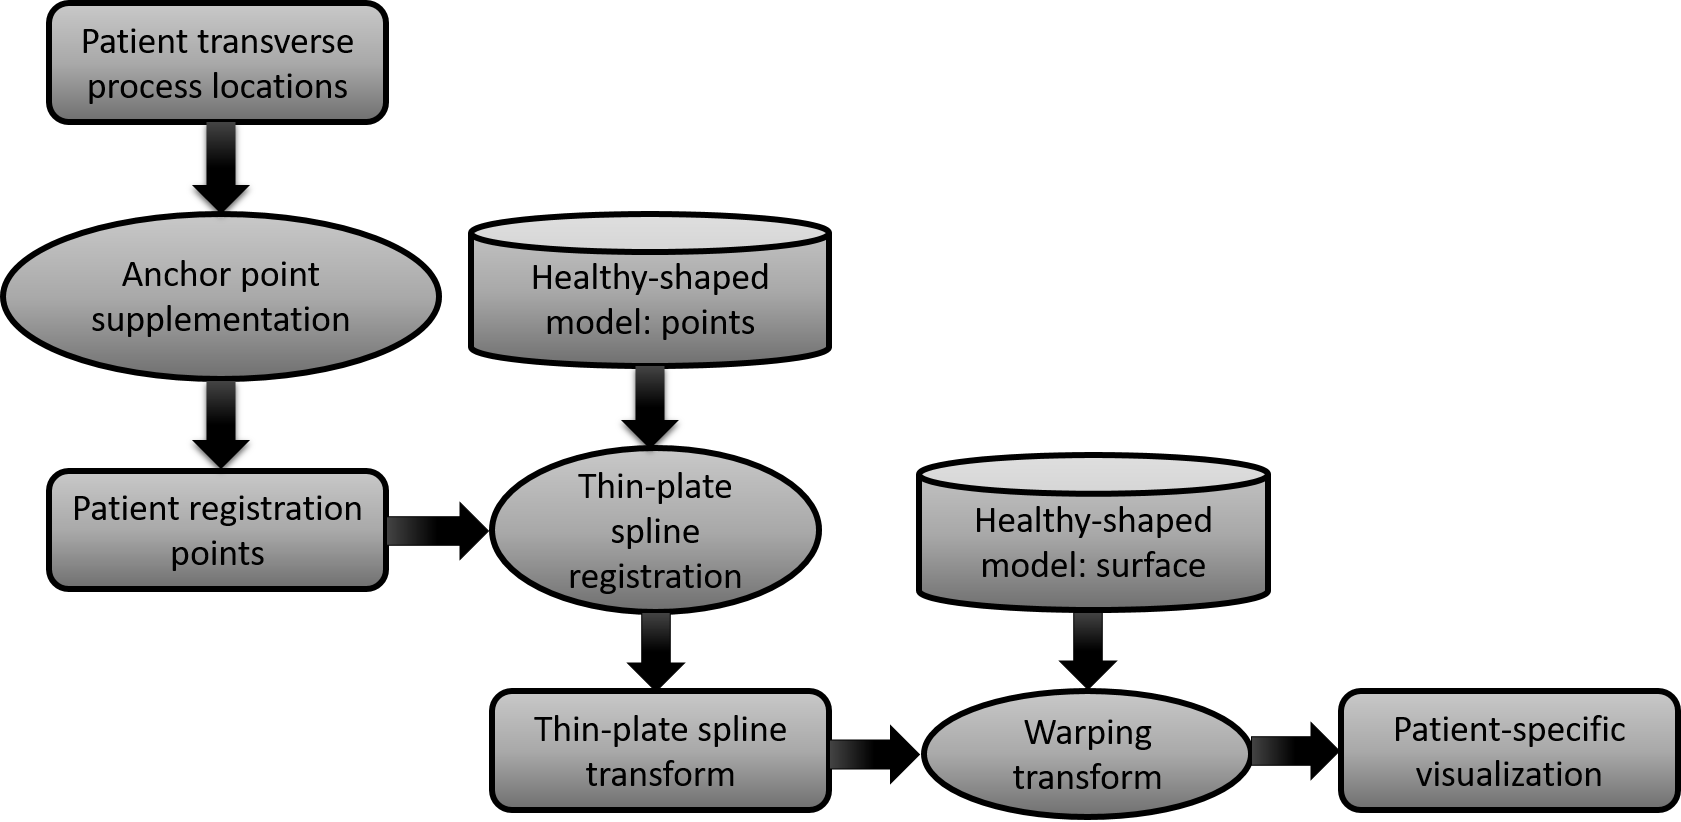 Patient transverse
process locations
Anchor point
supplementation
Healthy-shaped
model: points
Patient registration
points
Thin-plate
spline
registration
Healthy-shaped
model: surface
Thin-plate spline
transform
Warping
transform
Patient-specific
visualization